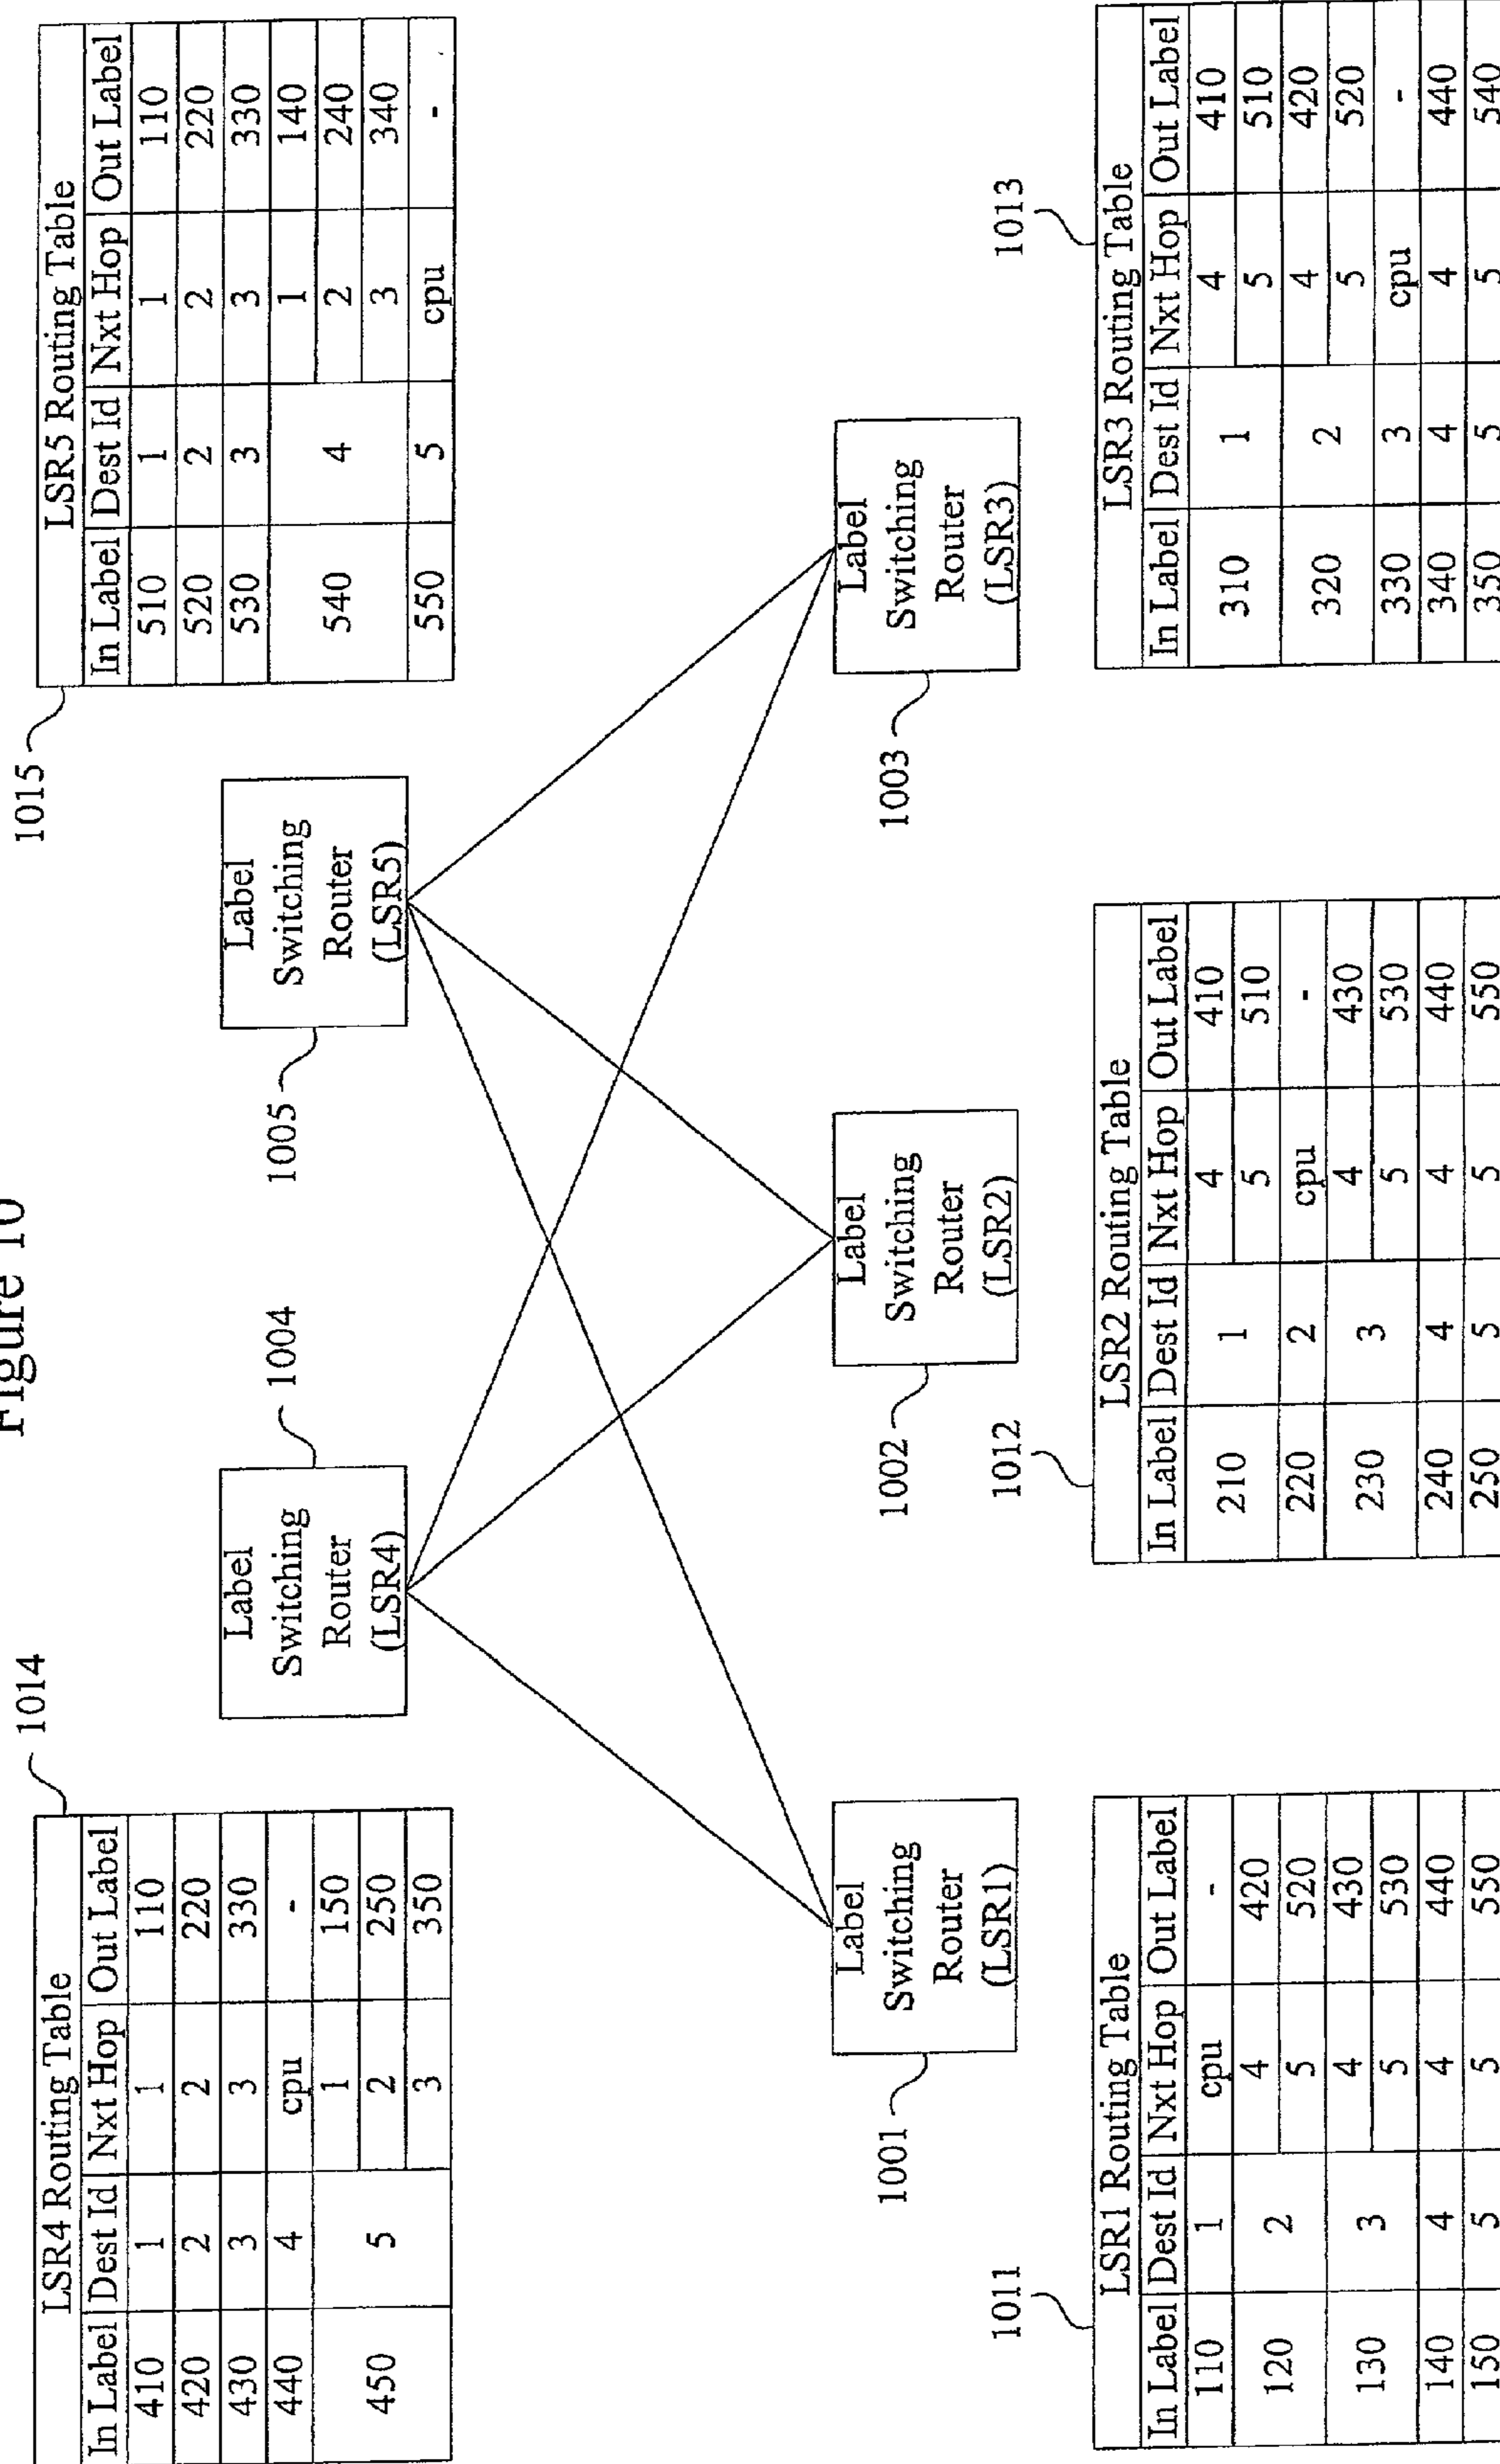 Figure 10
1014
LSR4 Routing Table
In Label Dest Id Nxt Hop Out Label
410 1 1 110
420 2 2 220
430 3 3 330
440 4 cpu -
450 5 1 150
2 250
3 350
1004
Label
Switching
Router
(LSR4)
1005
Label
Switching
Router
(LSR5)
1015
LSR5 Routing Table
In Label Dest Id Nxt Hop Out Label
510 1 1 110
520 2 2 220
530 3 3 330
540 4 1 140
2 240
3 340
550 5 cpu -
1001
Label
Switching
Router
(LSR1)
1002
Label
Switching
Router
(LSR2)
1003
Label
Switching
Router
(LSR3)
1011
LSR1 Routing Table
In Label Dest Id Nxt Hop Out Label
110 1 cpu -
120 2 4 420
5 520
130 3 4 430
5 530
140 4 4 440
150 5 5 550
1012
LSR2 Routing Table
In Label Dest Id Nxt Hop Out Label
210 1 4 410
5 510
220 2 cpu -
230 3 4 430
5 530
240 4 4 440
250 5 5 550
1013
LSR3 Routing Table
In Label Dest Id Nxt Hop Out Label
310 1 4 410
5 510
320 2 4 420
5 520
330 3 cpu -
340 4 4 440
350 5 5 540